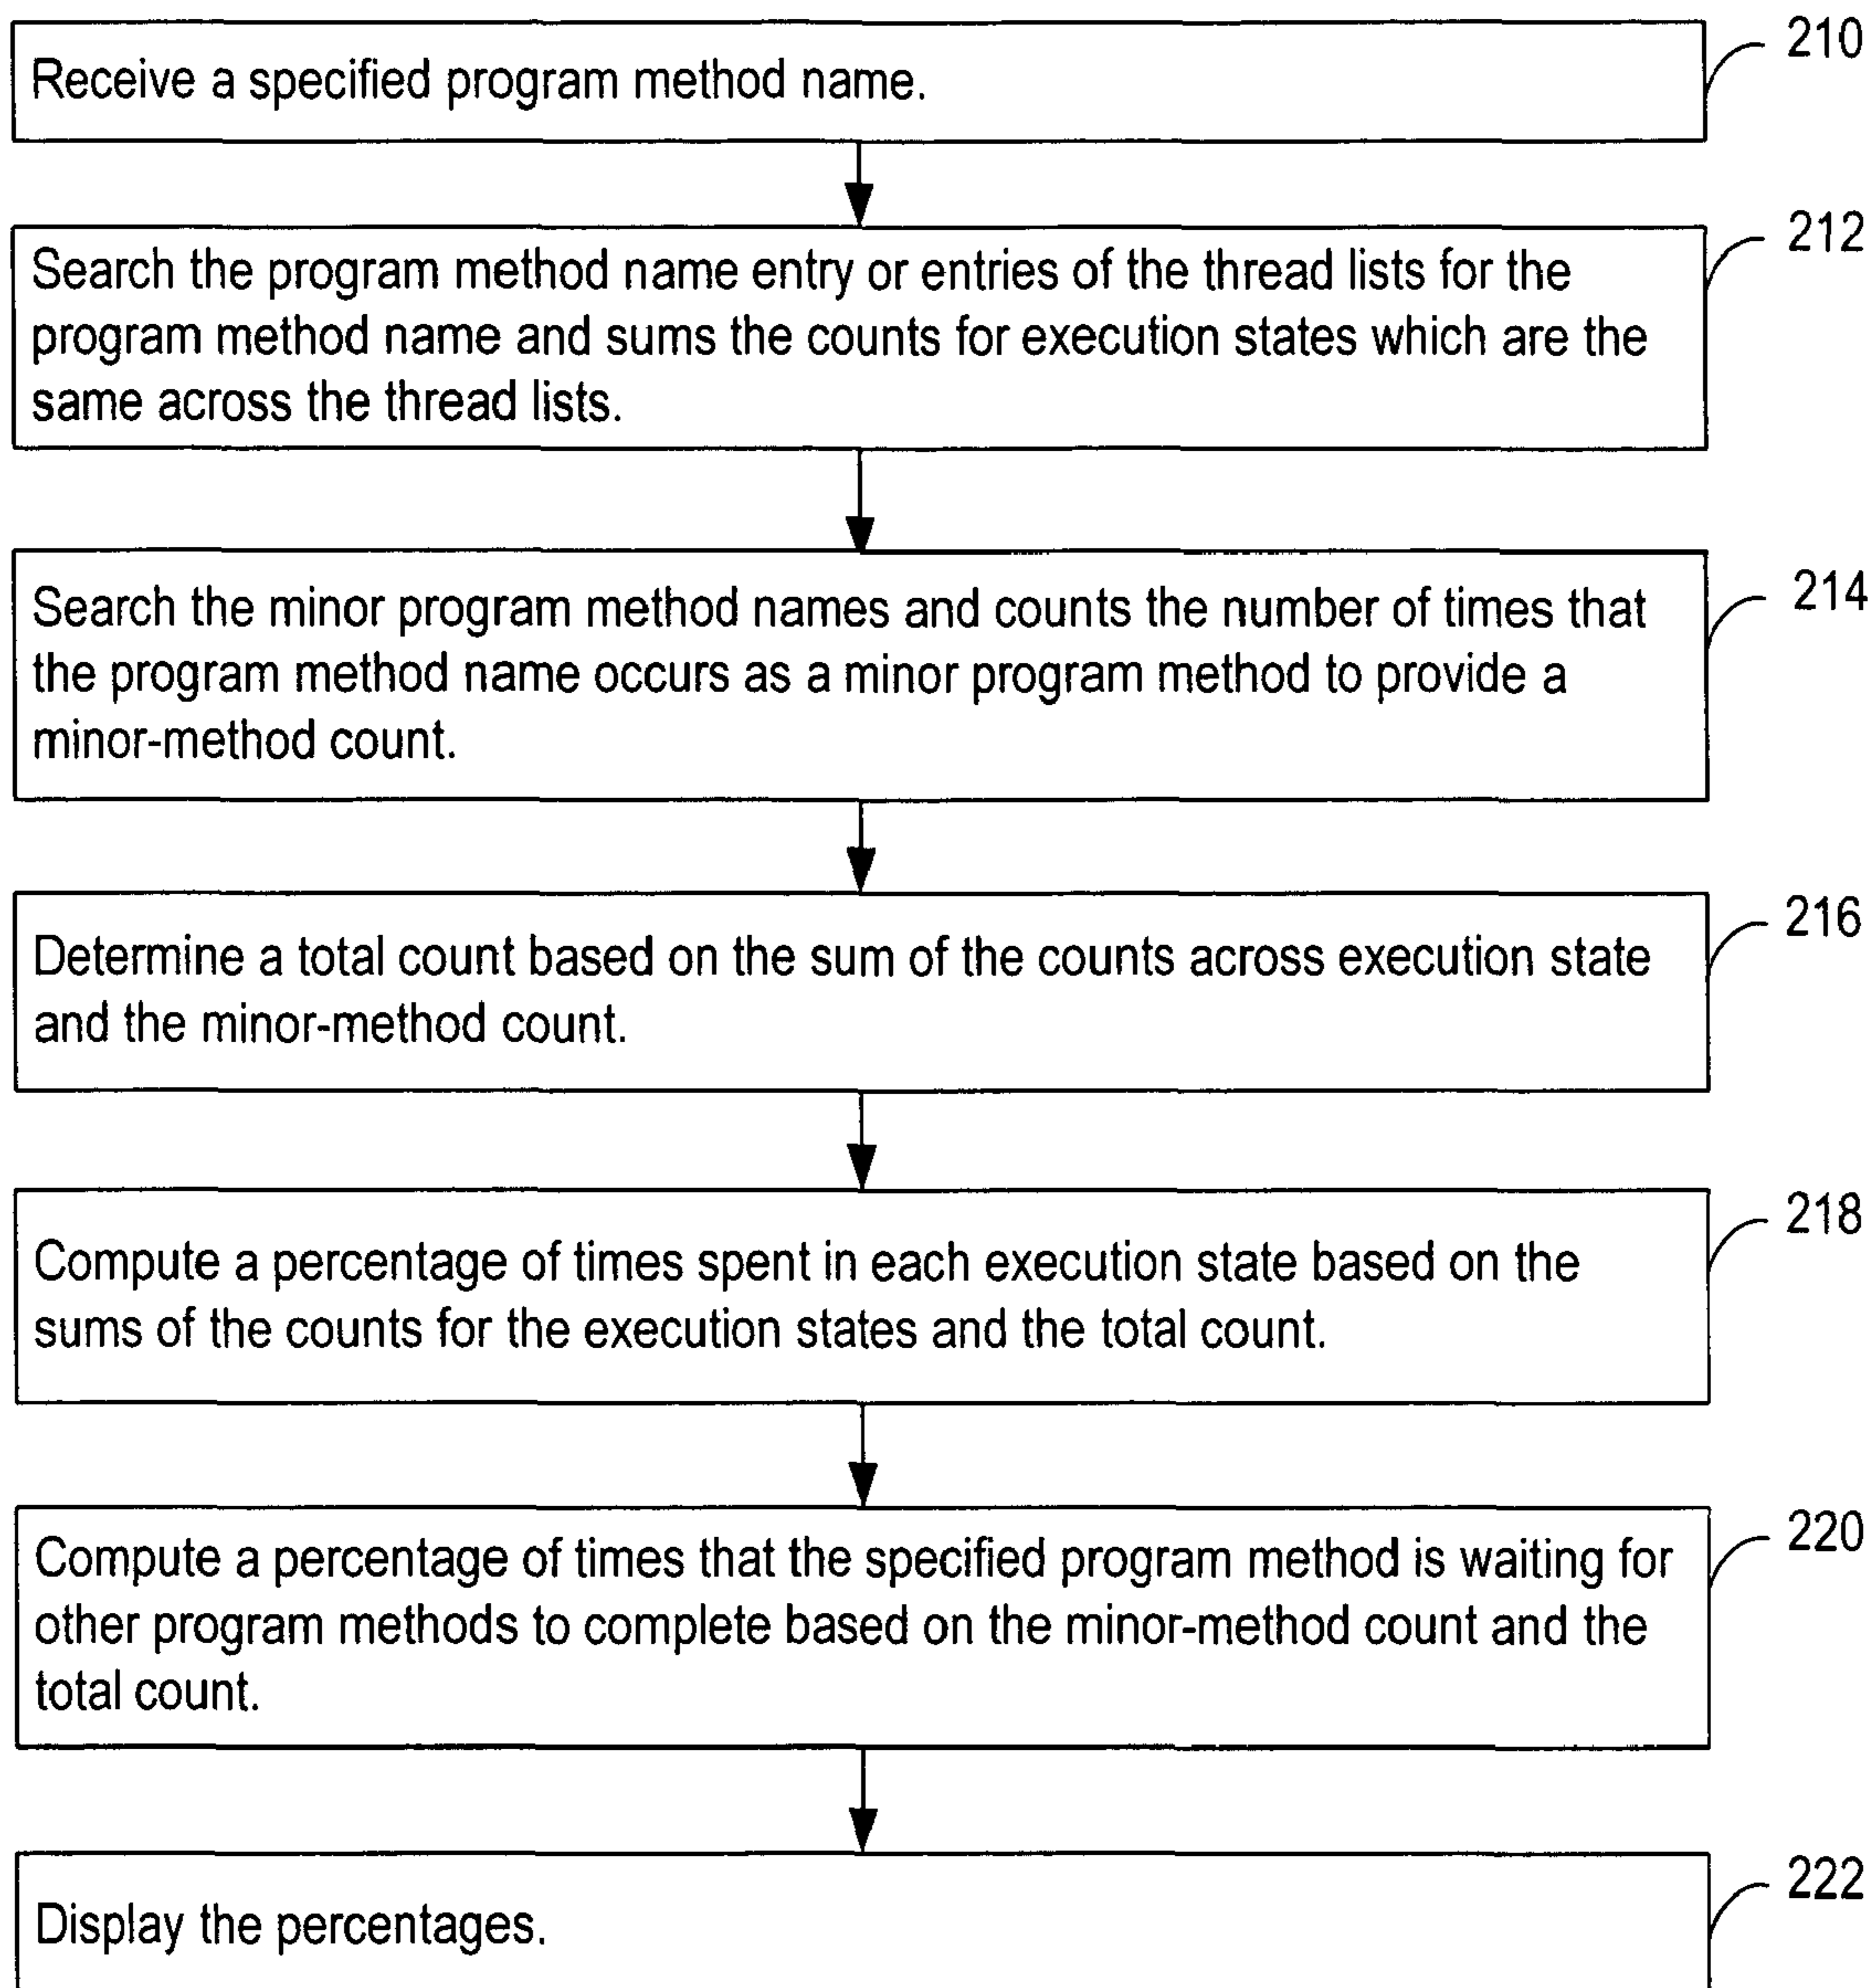 210
Receive a specified program method name.
212
Search the program method name entry or entries of the thread lists for the
program method name and sums the counts for execution states which are the
same across the thread lists.
214
Search the minor program method names and counts the number of times that
the program method name occurs as a minor program method to provide a
minor-method count.
216
Determine a total count based on the sum of the counts across execution state
and the minor-method count.
218
Compute a percentage of times spent in each execution state based on the
sums of the counts for the execution states and the total count.
220
Compute a percentage of times that the specified program method is waiting for
other program methods to complete based on the minor-method count and the
total count.
222
Display the percentages.